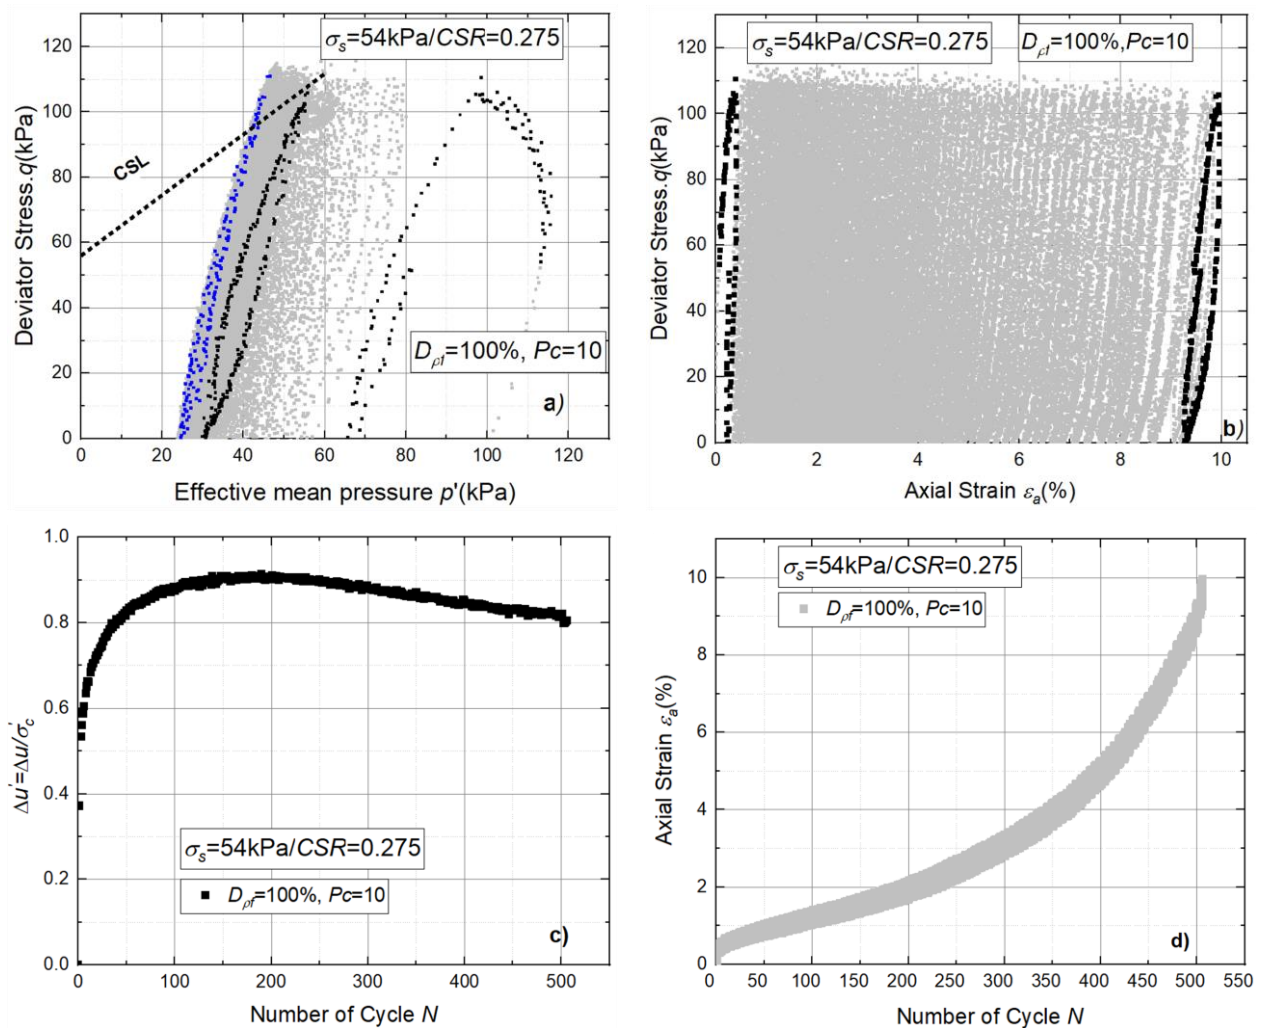 σs=54kPa/CSR=0.275
120
100
80
60
40
20
0
Deviator Stress.q(kPa)
CSL
Dρf=100%, Pc=10
a)
0
20
40
60
80
100
120
Effective mean pressure p'(kPa)
σs=54kPa/CSR=0.275
Dρf=100%,Pc=10
120
100
80
60
40
20
0
Deviator Stress.q(kPa)
b)
0
2
4
6
8
10
Axial Strain εa(%)
1.0
0.8
0.6
0.4
0.2
0.0
Δu'=Δu/σ'c
σs=54kPa/CSR=0.275
Dρf=100%, Pc=10
c)
0
100
200
300
400
500
Number of Cycle N
σs=54kPa/CSR=0.275
Dρf=100%, Pc=10
10
8
6
4
2
0
Axial Strain εa(%)
d)
0
50
100
150
200
250
300
350
400
450
500
550
Number of Cycle N